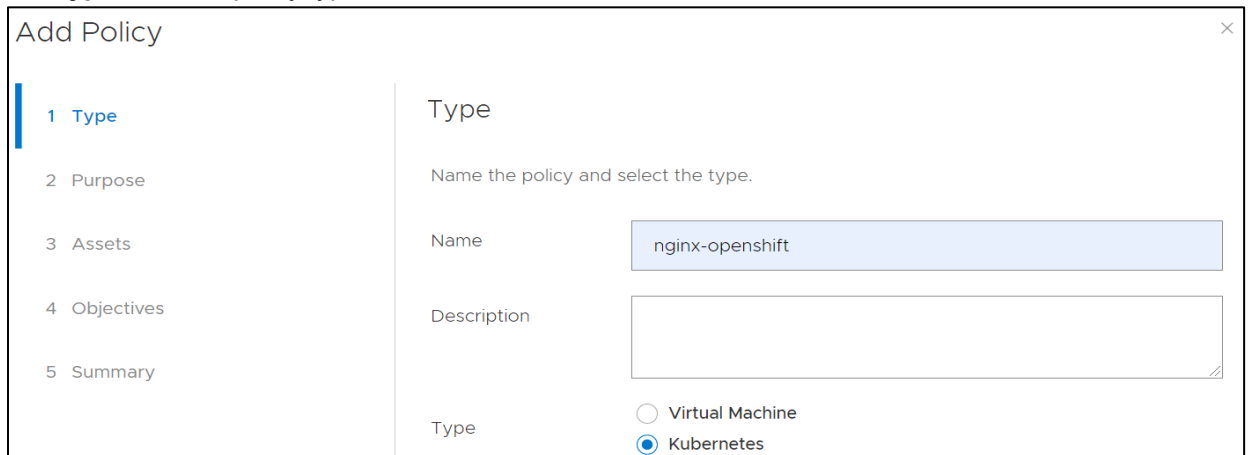 Add Policy
1 Type
2 Purpose
3 Assets
4 Objectives
5 Summary
Type
Name the policy and select the type.
Name
nginx-openshift
Description
Type
Virtual Machine
Kubernetes